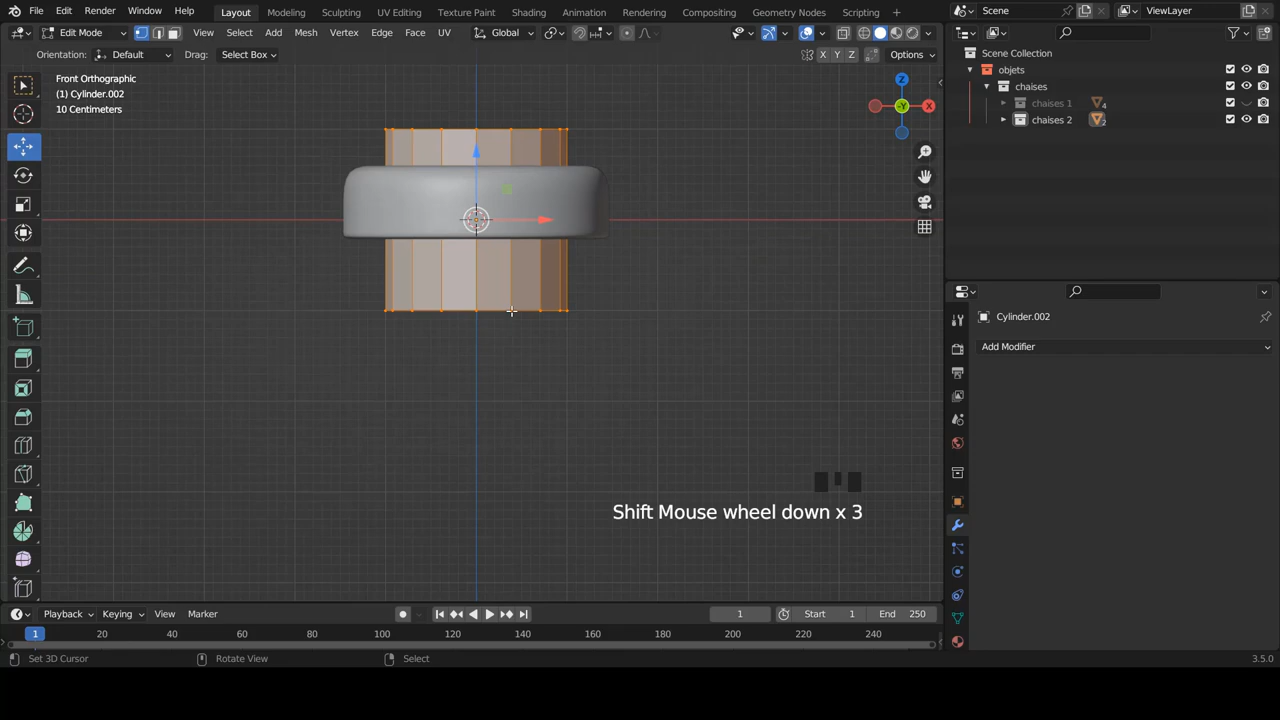 File Edit Render Window Help Layout Modeling Sculpting UV Editing Texture Paint Shading Animation Rendering Compositing Geometry Nodes Scripting + Scene ViewLayer
Edit Mode View Select Add Mesh Vertex Edge Face UV Global
Orientation: Default Drag: Select Box X Y Z Options
Front Orthographic
(1) Cylinder.002
10 Centimeters
Z
X
-Y
Scene Collection
objets
chaises
chaises 1 4
chaises 2 2
Cylinder.002
Add Modifier
Shift Mouse wheel down x 3
Playback Keying View Marker 1 Start 1 End 250
1 20 40 60 80 100 120 140 160 180 200 220 240
Set 3D Cursor Rotate View Select 3.5.0